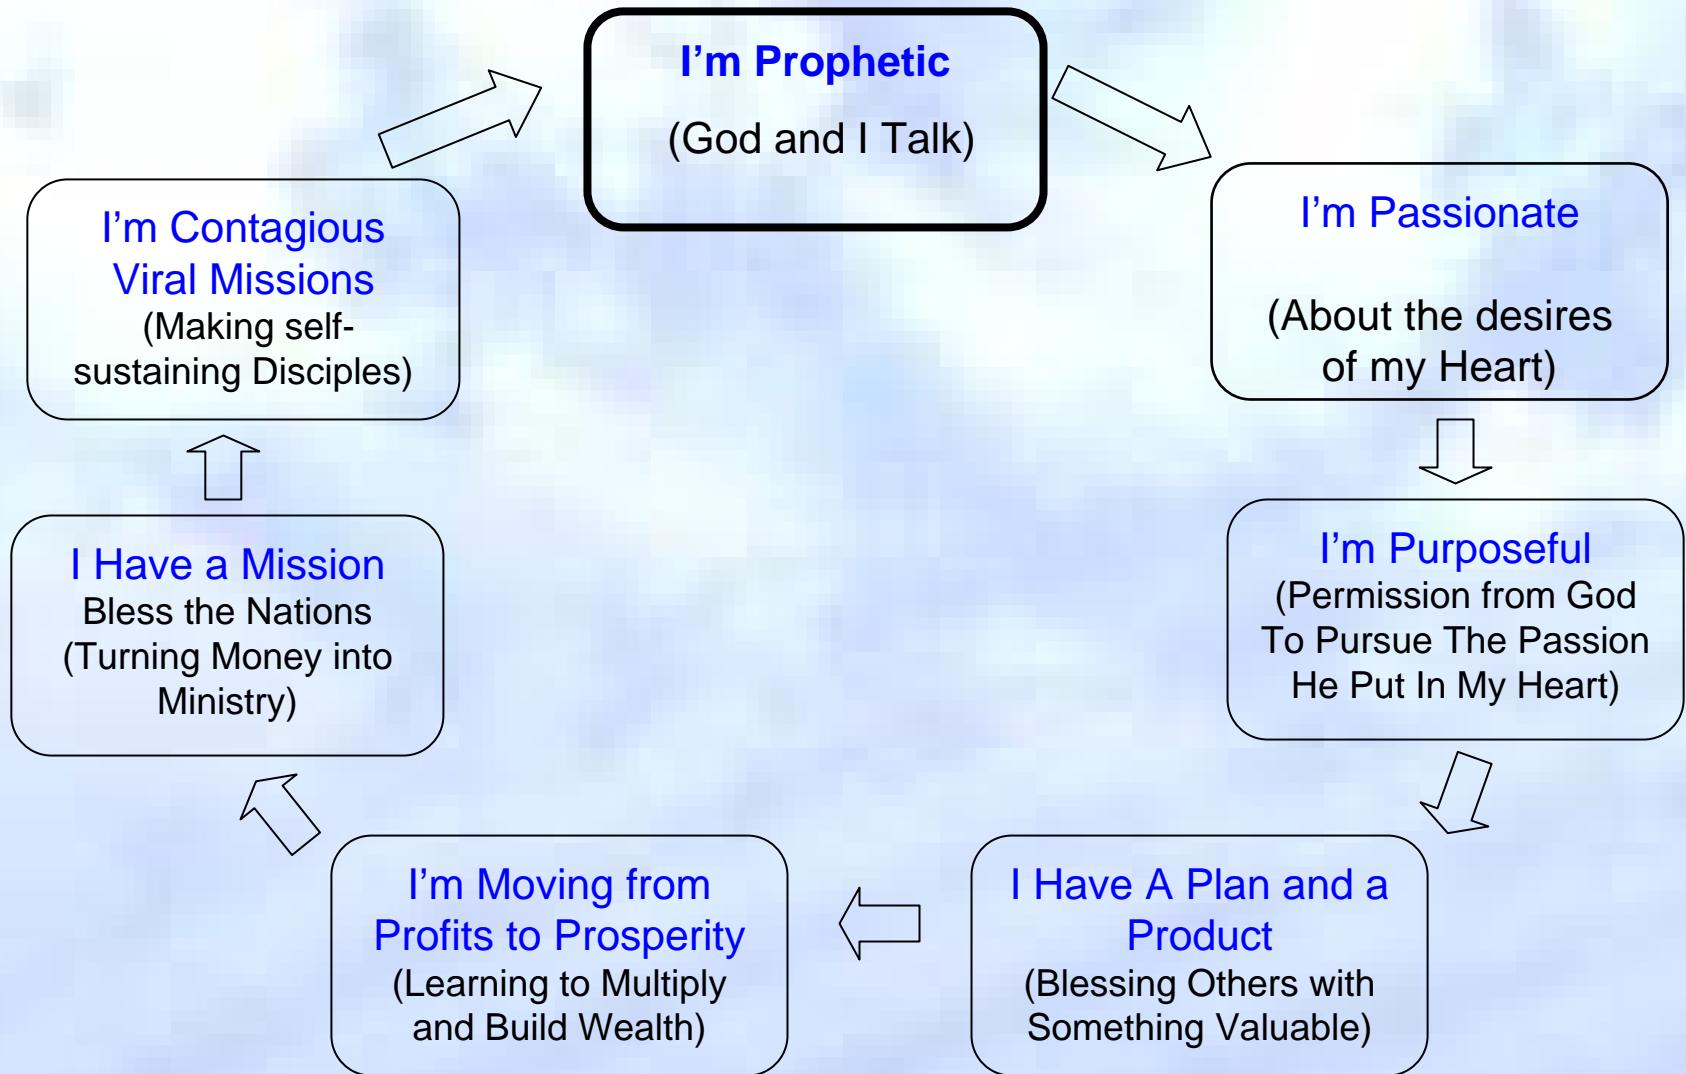 I'm Prophetic
(God and I Talk)
I'm Passionate
(About the desires
of my Heart)
I'm Purposeful
(Permission from God
To Pursue The Passion
He Put In My Heart)
I Have A Plan and a
Product
(Blessing Others with
Something Valuable)
I'm Moving from
Profits to Prosperity
(Learning to Multiply
and Build Wealth)
I Have a Mission
Bless the Nations
(Turning Money into
Ministry)
I'm Contagious
Viral Missions
(Making self-
sustaining Disciples)